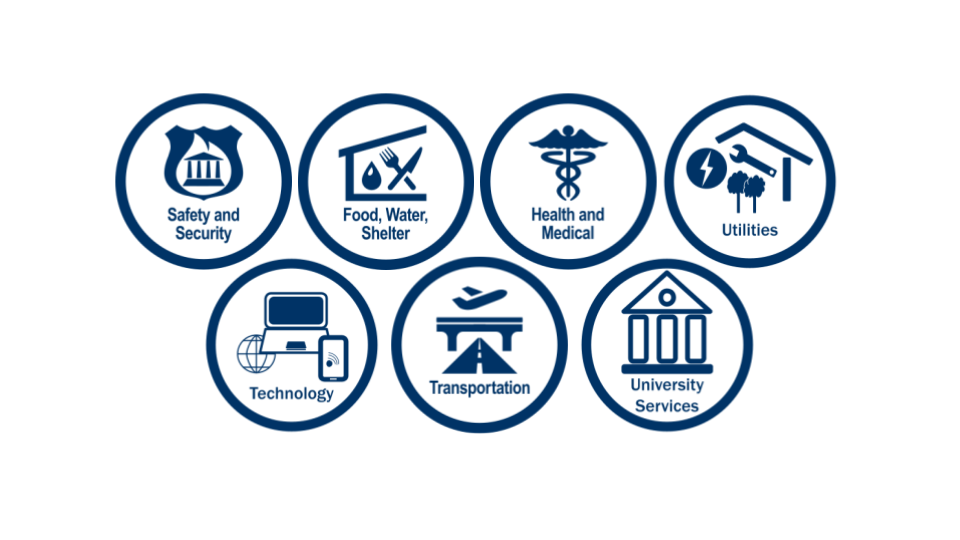 Safety and
Security
Food, Water,
Shelter
Health and
Medical
Utilities
Technology
Transportation
University
Services